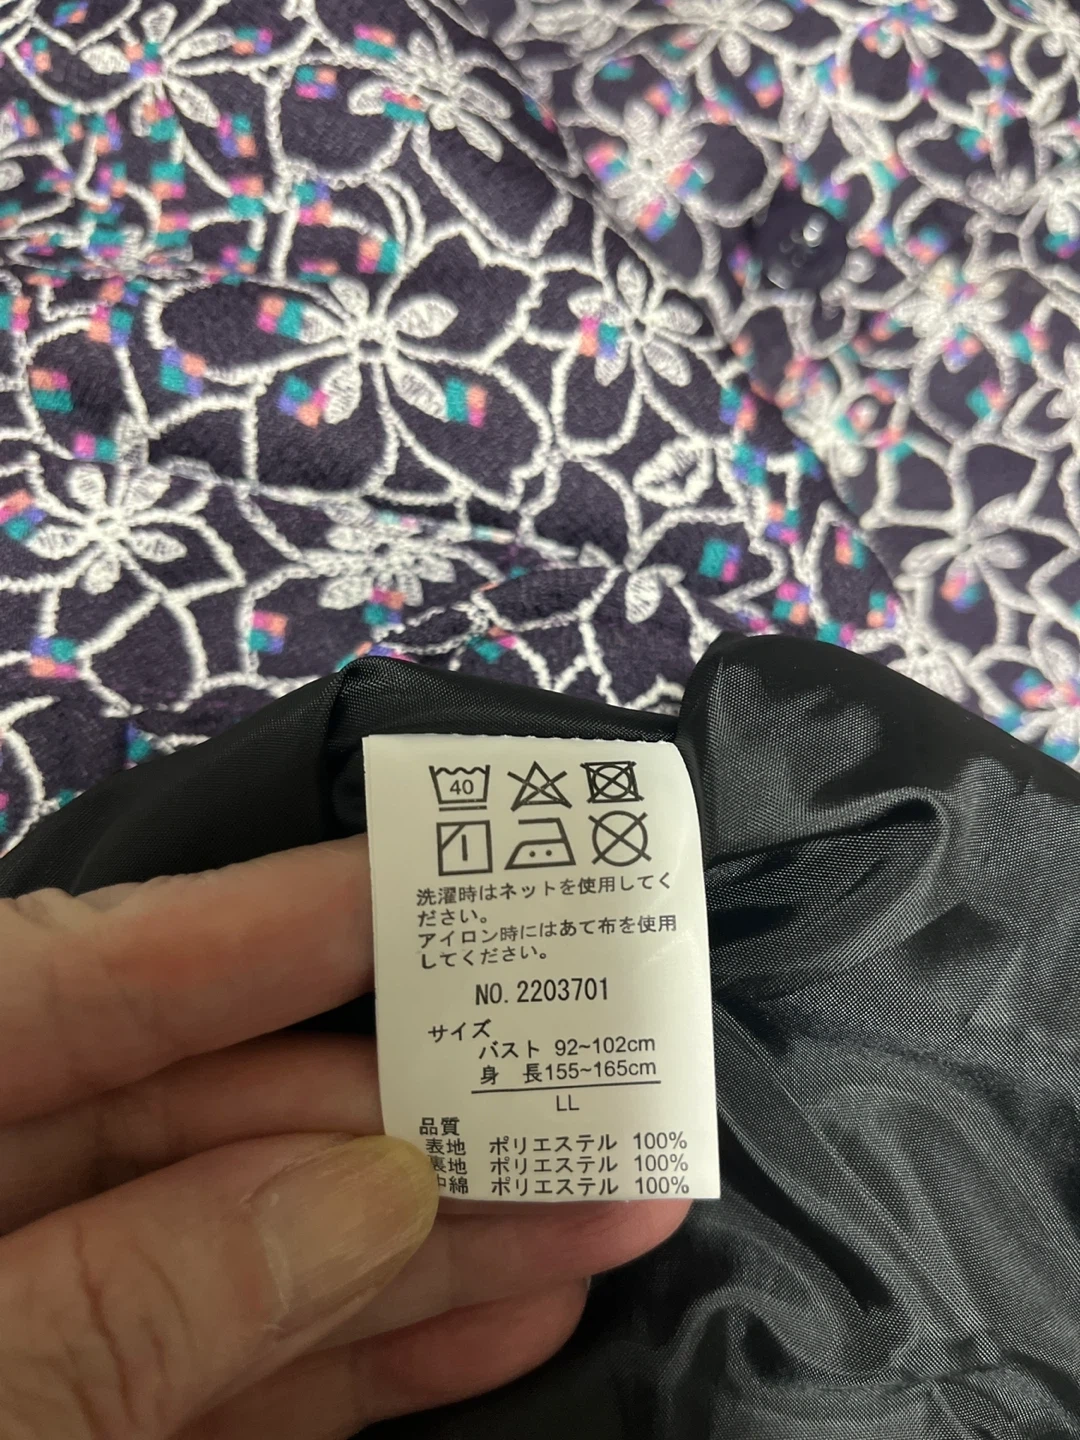 40
洗濯時はネットを使用してく
ださい。
アイロン時にはあて布を使用
してください。
NO. 2203701
サイズ
バスト 92~102cm
身 長155~165cm
LL
品質
表地 ポリエステル 100%
裏地 ポリエステル 100%
中綿 ポリエステル 100%